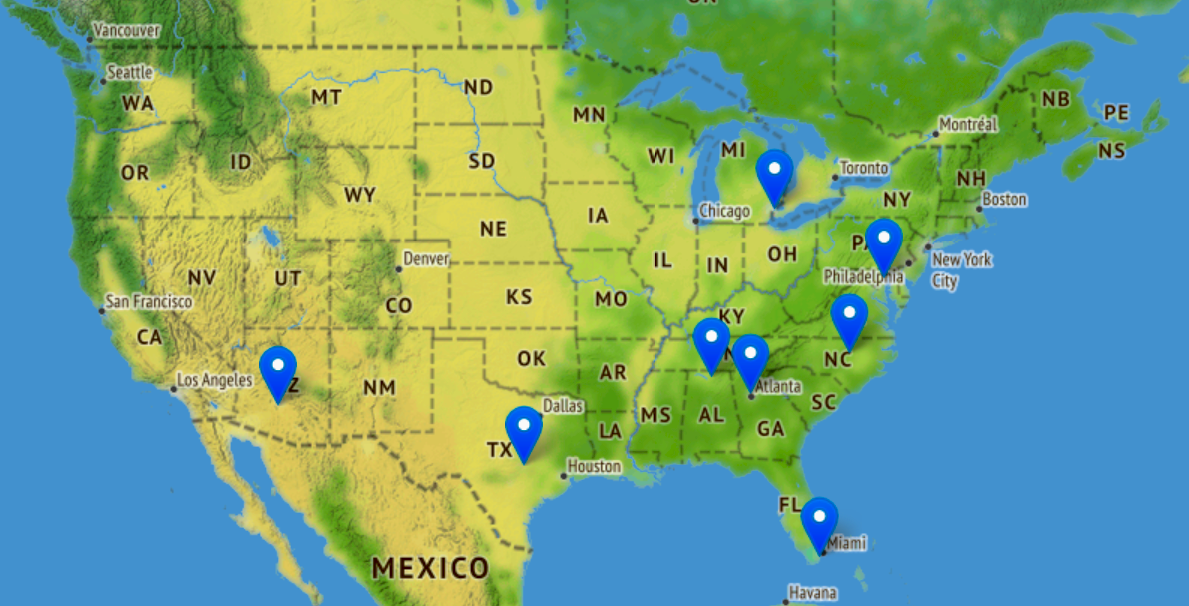 Vancouver
Seattle
WA
MT
ND
MN
NB
PE
Montréal
NS
OR
ID
SD
WI
MI
Toronto
NH
WY
NY
Boston
IA
Chicago
NE
PA
NV
UT
Denver
IL
IN
OH
New York
City
Philadelphia
San Francisco
CO
KS
MO
CA
KY
OK
NC
Los Angeles
Z
NM
AR
Atlanta
Dallas
MS
AL
SC
TX
LA
GA
Houston
FL
Miami
MEXICO
Havana